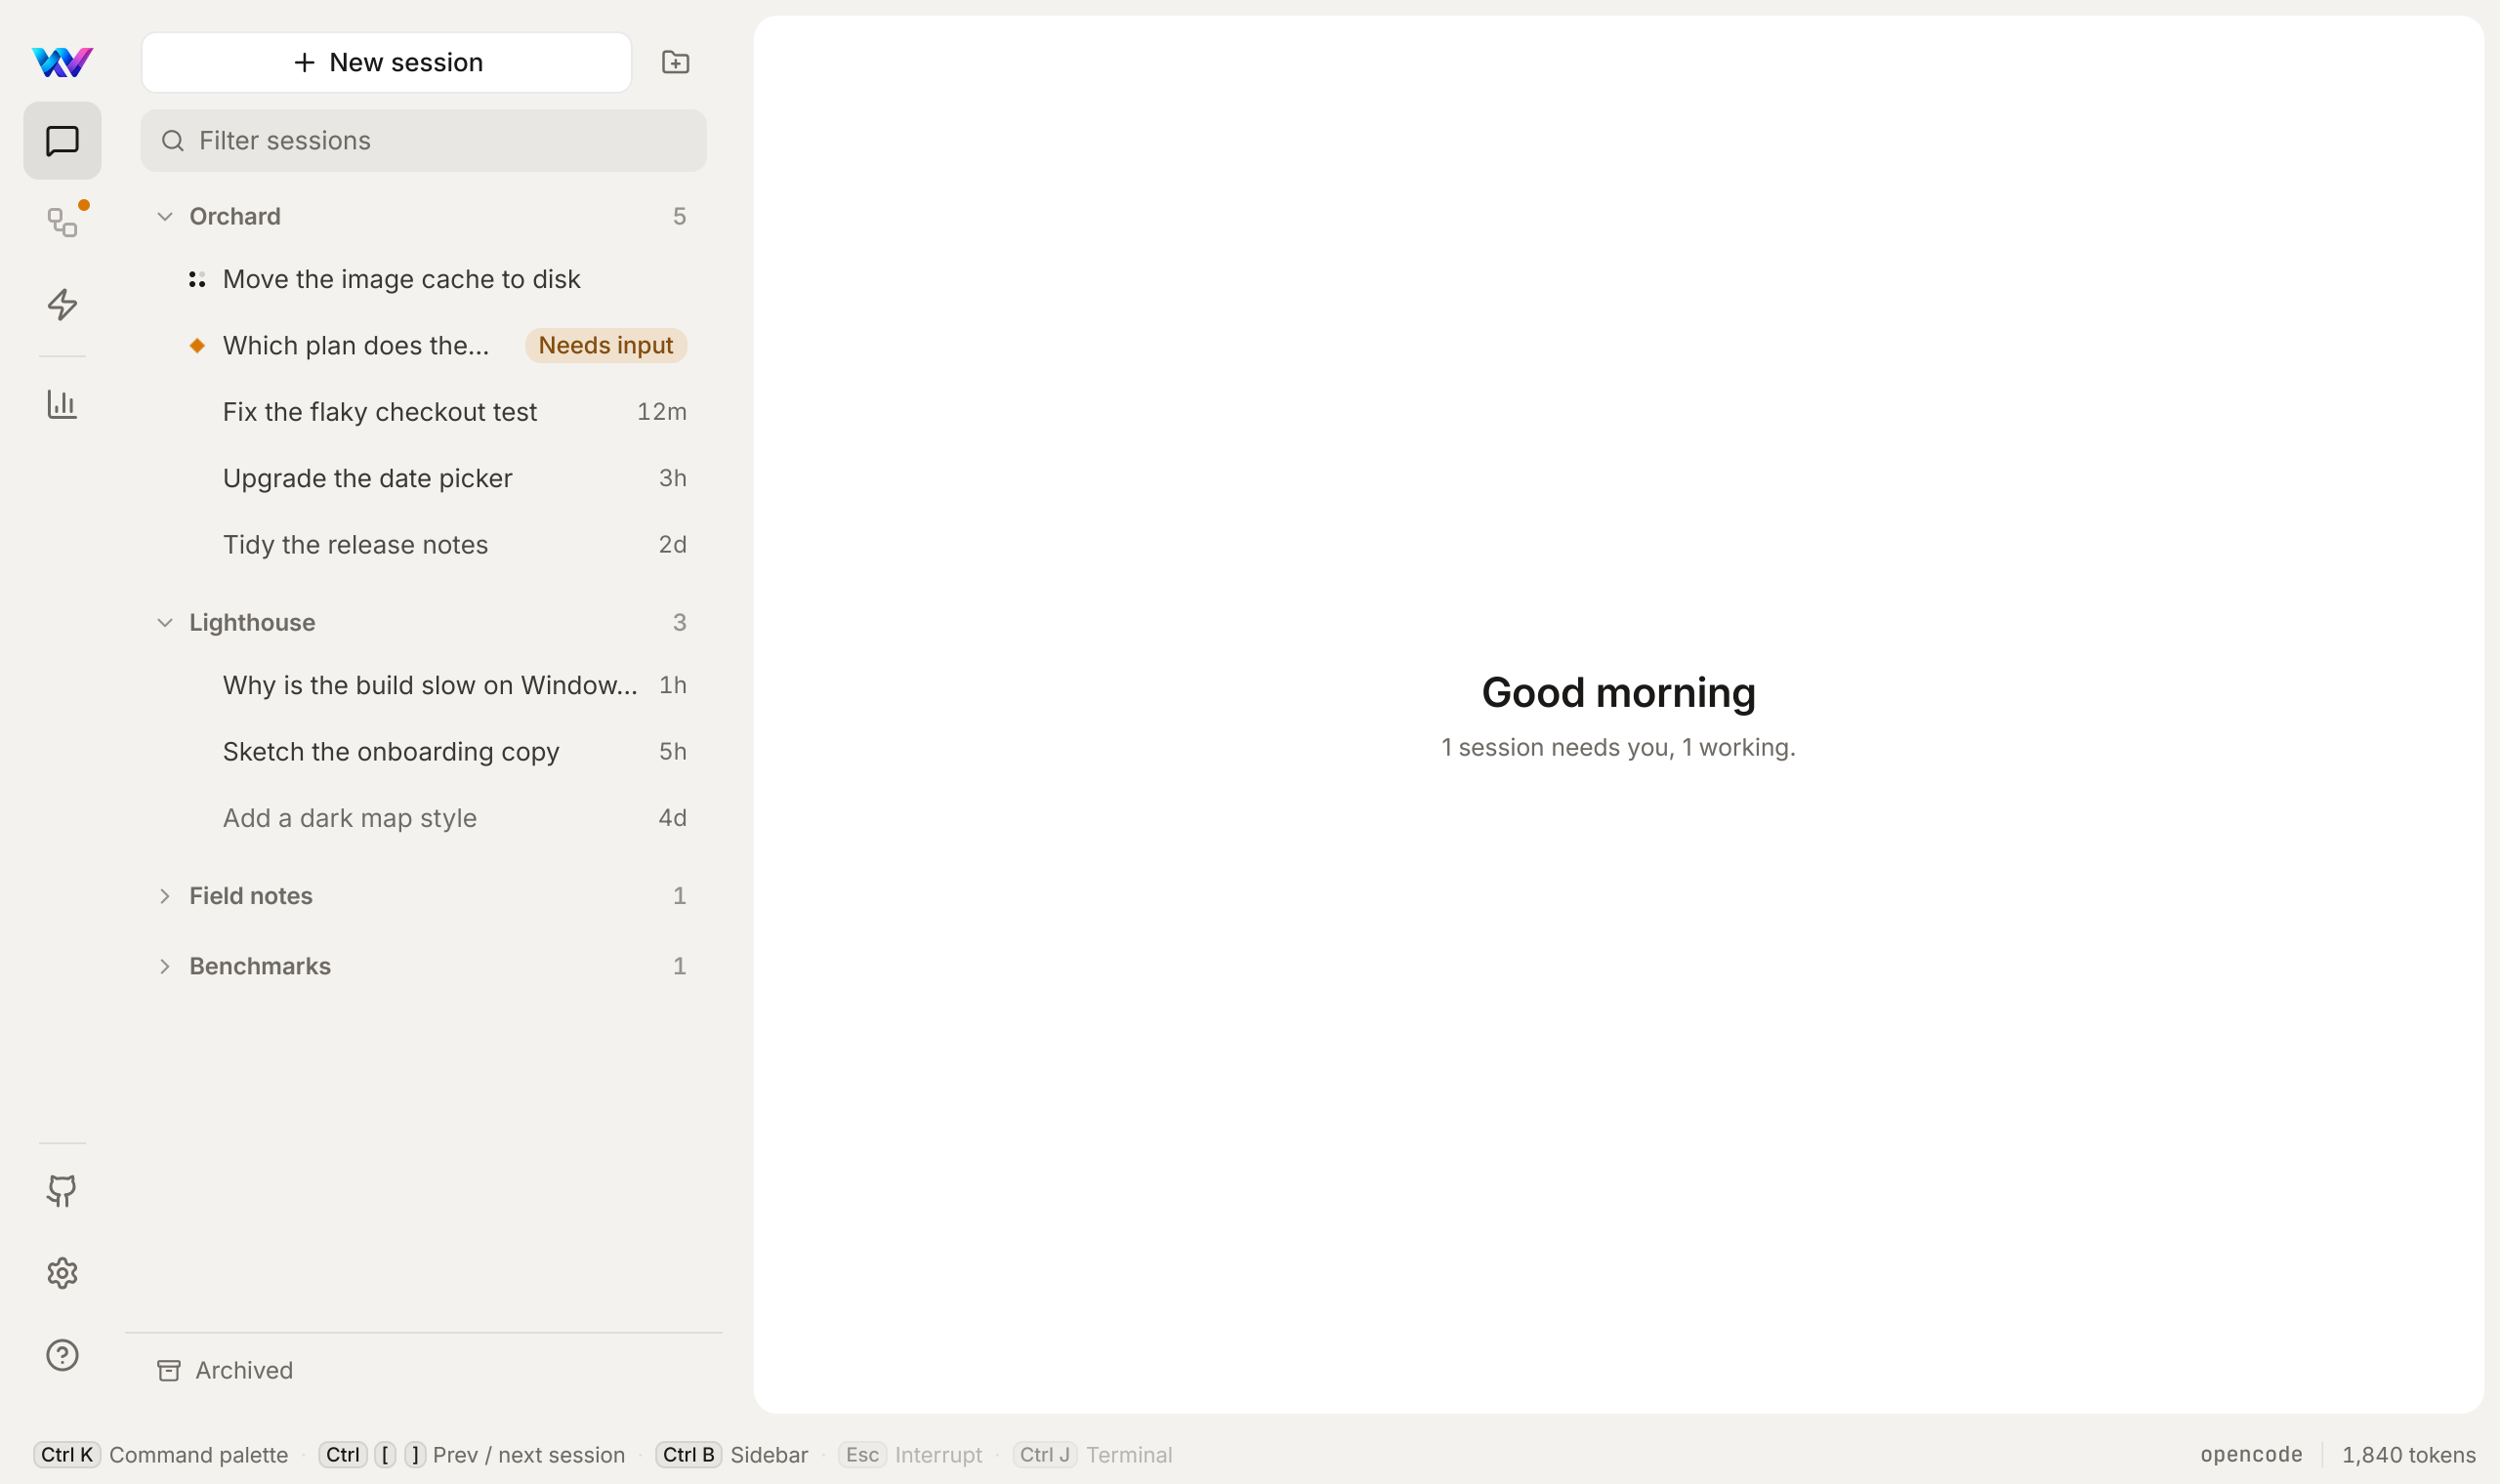 New session
Filter sessions
Orchard 5
Move the image cache to disk
Which plan does the... Needs input
Fix the flaky checkout test 12m
Upgrade the date picker 3h
Tidy the release notes 2d
Lighthouse 3
Why is the build slow on Window... 1h
Sketch the onboarding copy 5h
Add a dark map style 4d
Field notes 1
Benchmarks 1
Archived
Good morning
1 session needs you, 1 working.
Ctrl K Command palette · Ctrl [ ] Prev / next session · Ctrl B Sidebar · Esc Interrupt · Ctrl J Terminal
opencode 1,840 tokens